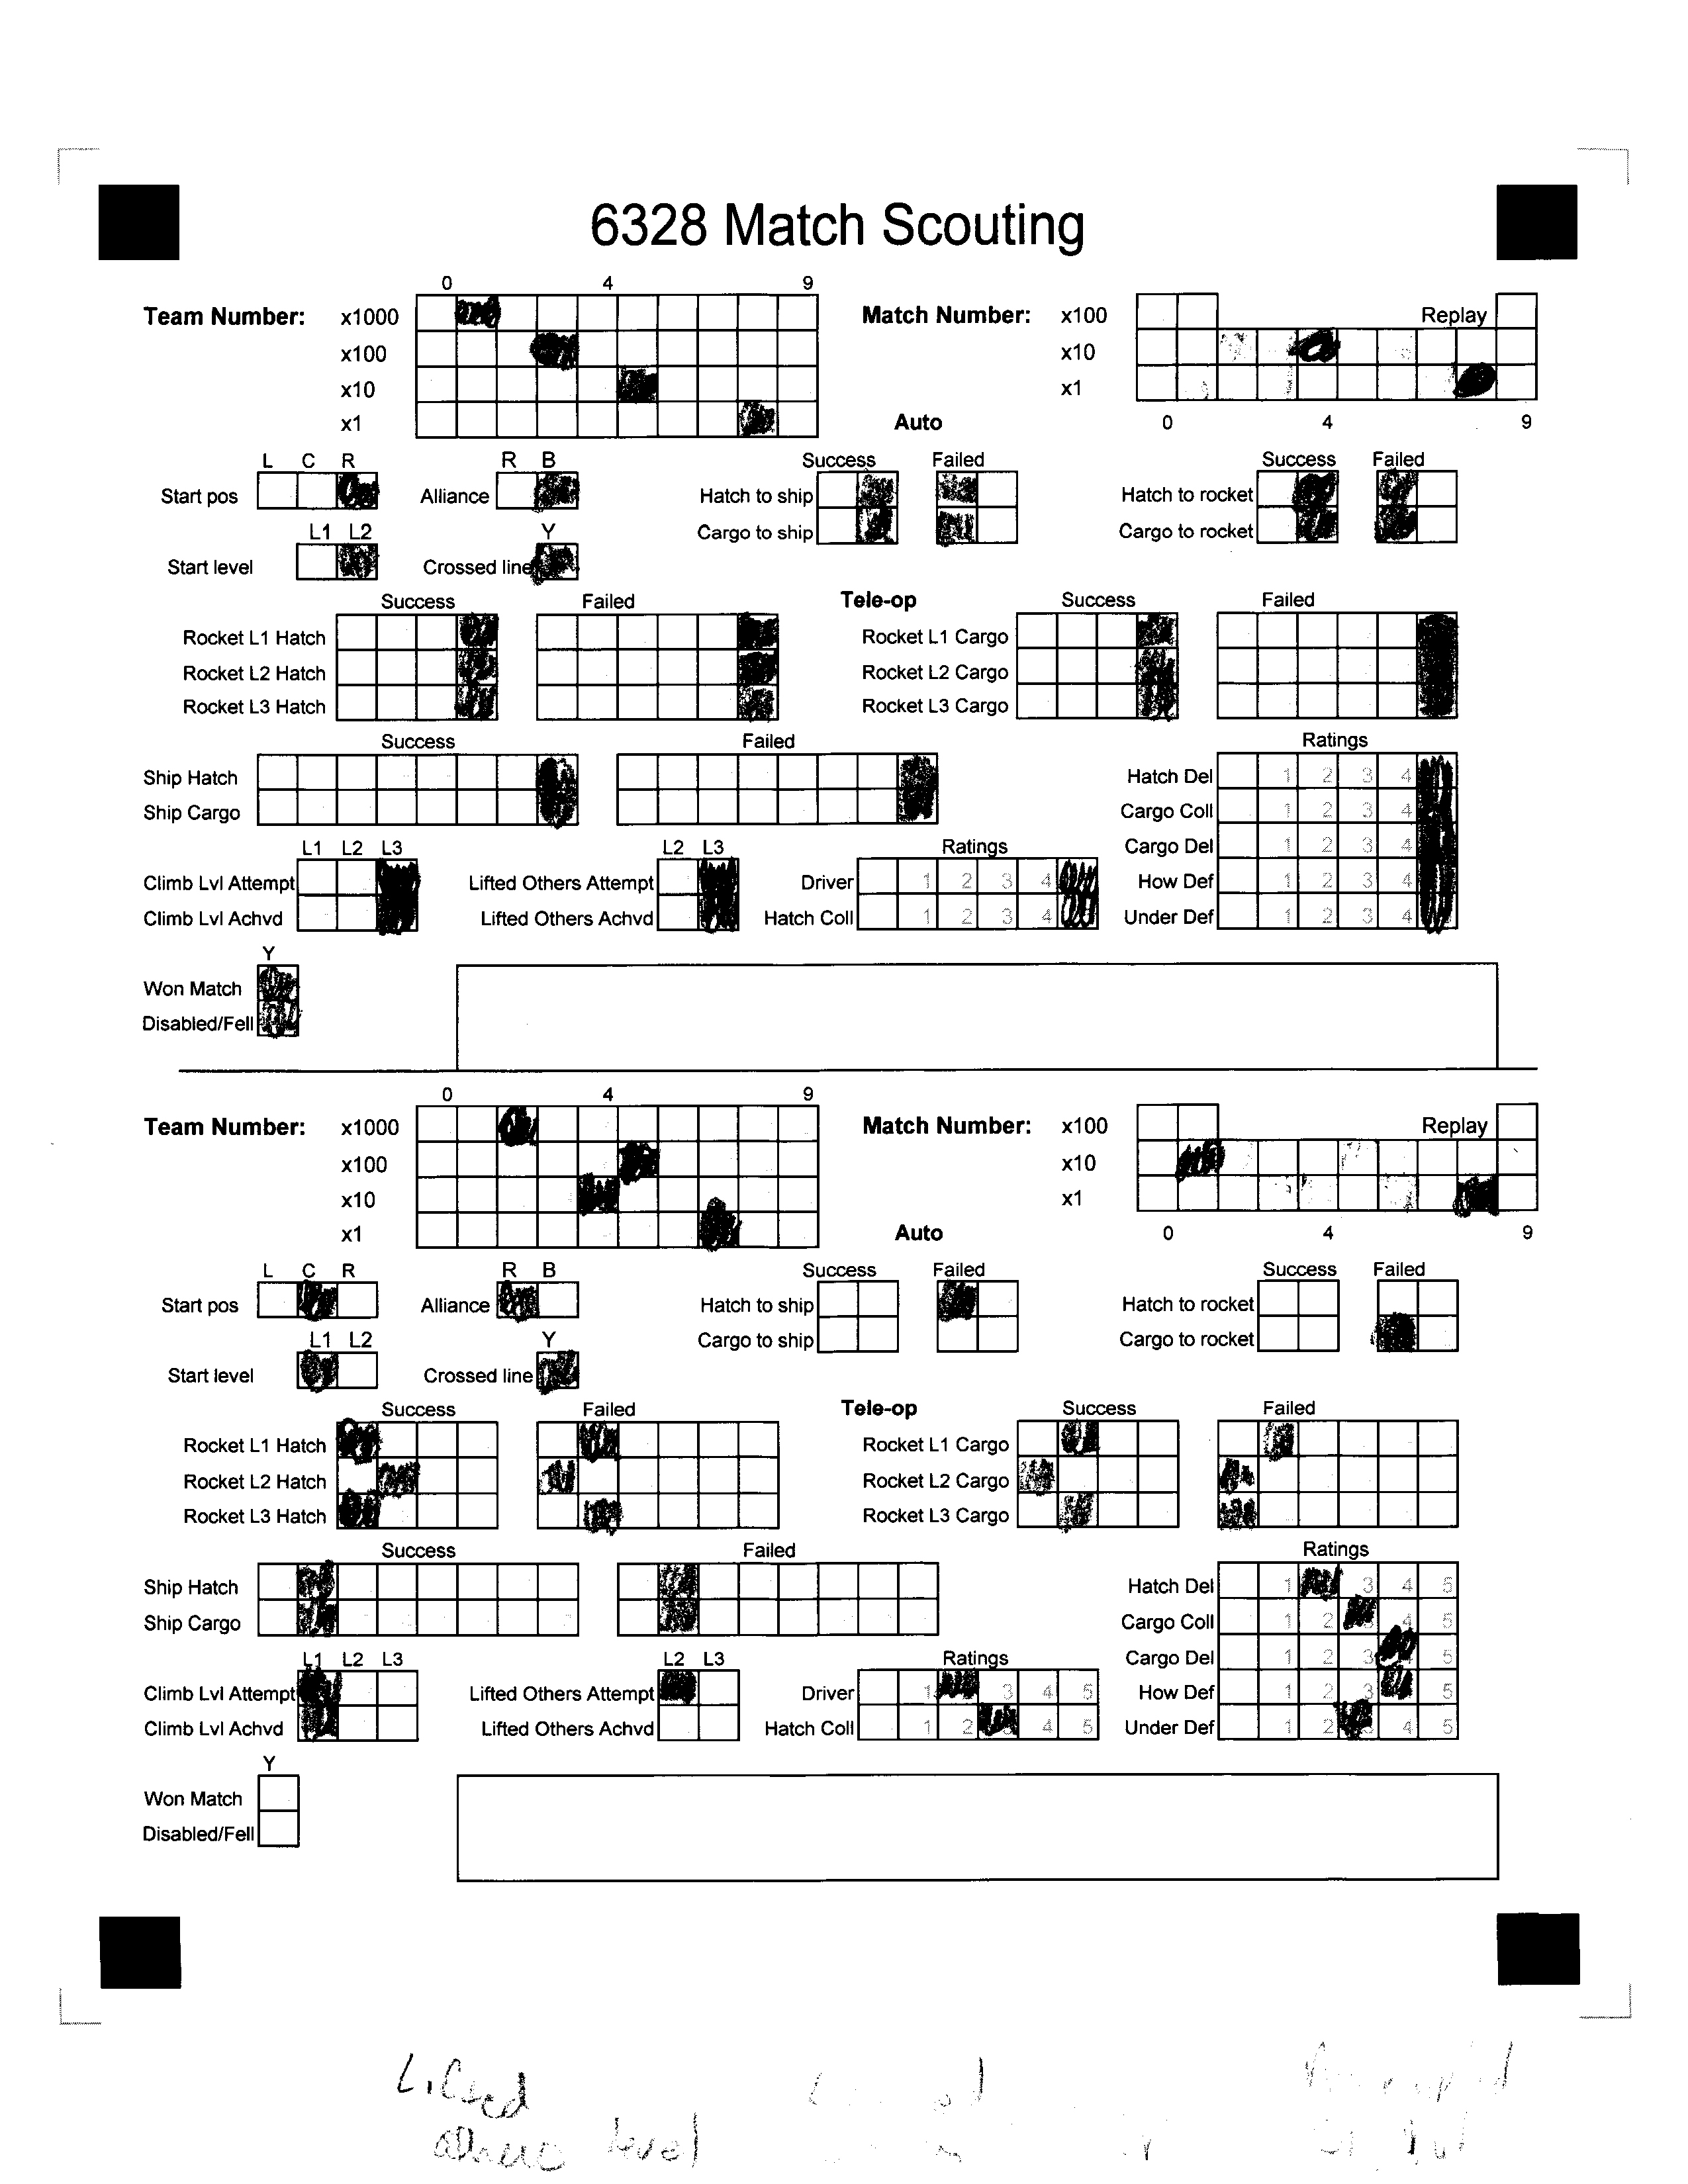 6328 Match Scouting
0 4 9
Team Number: x1000 Match Number: x100 Replay
x100 x10
x10 x1
x1 Auto 0 4 9
L C R R B Success Failed Success Failed
Start pos Alliance Hatch to ship Hatch to rocket
L1 L2 Y Cargo to ship Cargo to rocket
Start level Crossed line
Success Failed Tele-op Success Failed
Rocket L1 Hatch Rocket L1 Cargo
Rocket L2 Hatch Rocket L2 Cargo
Rocket L3 Hatch Rocket L3 Cargo
Success Failed Ratings
Ship Hatch Hatch Del 1 2 3 4
Ship Cargo Cargo Coll 1 2 3 4
L1 L2 L3 L2 L3 Ratings Cargo Del 1 2 3 4
Climb Lvl Attempt Lifted Others Attempt Driver 1 2 3 4 How Def 1 2 3 4
Climb Lvl Achvd Lifted Others Achvd Hatch Coll 1 2 3 4 Under Def 1 2 3 4
Y
Won Match
Disabled/Fell
0 4 9
Team Number: x1000 Match Number: x100 Replay
x100 x10
x10 x1
x1 Auto 0 4 9
L C R R B Success Failed Success Failed
Start pos Alliance Hatch to ship Hatch to rocket
L1 L2 Y Cargo to ship Cargo to rocket
Start level Crossed line
Success Failed Tele-op Success Failed
Rocket L1 Hatch Rocket L1 Cargo
Rocket L2 Hatch Rocket L2 Cargo
Rocket L3 Hatch Rocket L3 Cargo
Success Failed Ratings
Ship Hatch Hatch Del 1 3 4 5
Ship Cargo Cargo Coll 1 2 4 5
L1 L2 L3 L2 L3 Ratings Cargo Del 1 2 3 5
Climb Lvl Attempt Lifted Others Attempt Driver 1 3 4 5 How Def 1 2 3 5
Climb Lvl Achvd Lifted Others Achvd Hatch Coll 1 2 4 5 Under Def 1 2 4 5
Y
Won Match
Disabled/Fell
level